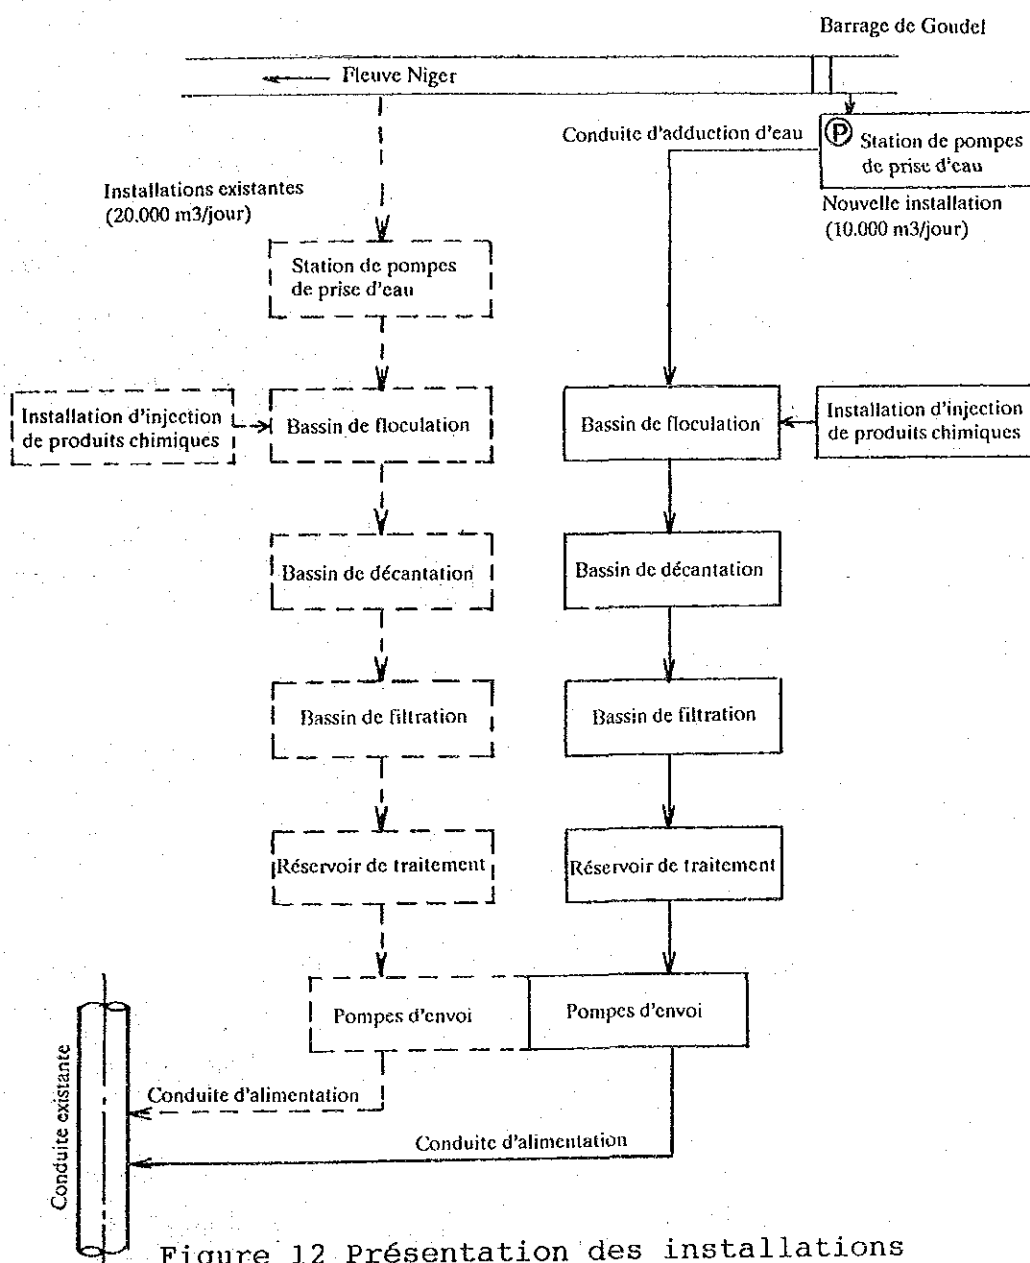 Barrage de Goudel
Fleuve Niger
Conduite d'adduction d'eau
P
Station de pompes
de prise d'eau
Installations existantes
(20.000 m3/jour)
Nouvelle installation
(10.000 m3/jour)
Station de pompes
de prise d'eau
Installation d'injection
de produits chimiques
Bassin de floculation
Bassin de floculation
Installation d'injection
de produits chimiques
Bassin de décantation
Bassin de décantation
Bassin de filtration
Bassin de filtration
Réservoir de traitement
Réservoir de traitement
Pompes d'envoi
Pompes d'envoi
Conduite existante
Conduite d'alimentation
Conduite d'alimentation
Figure 12 Présentation des installations